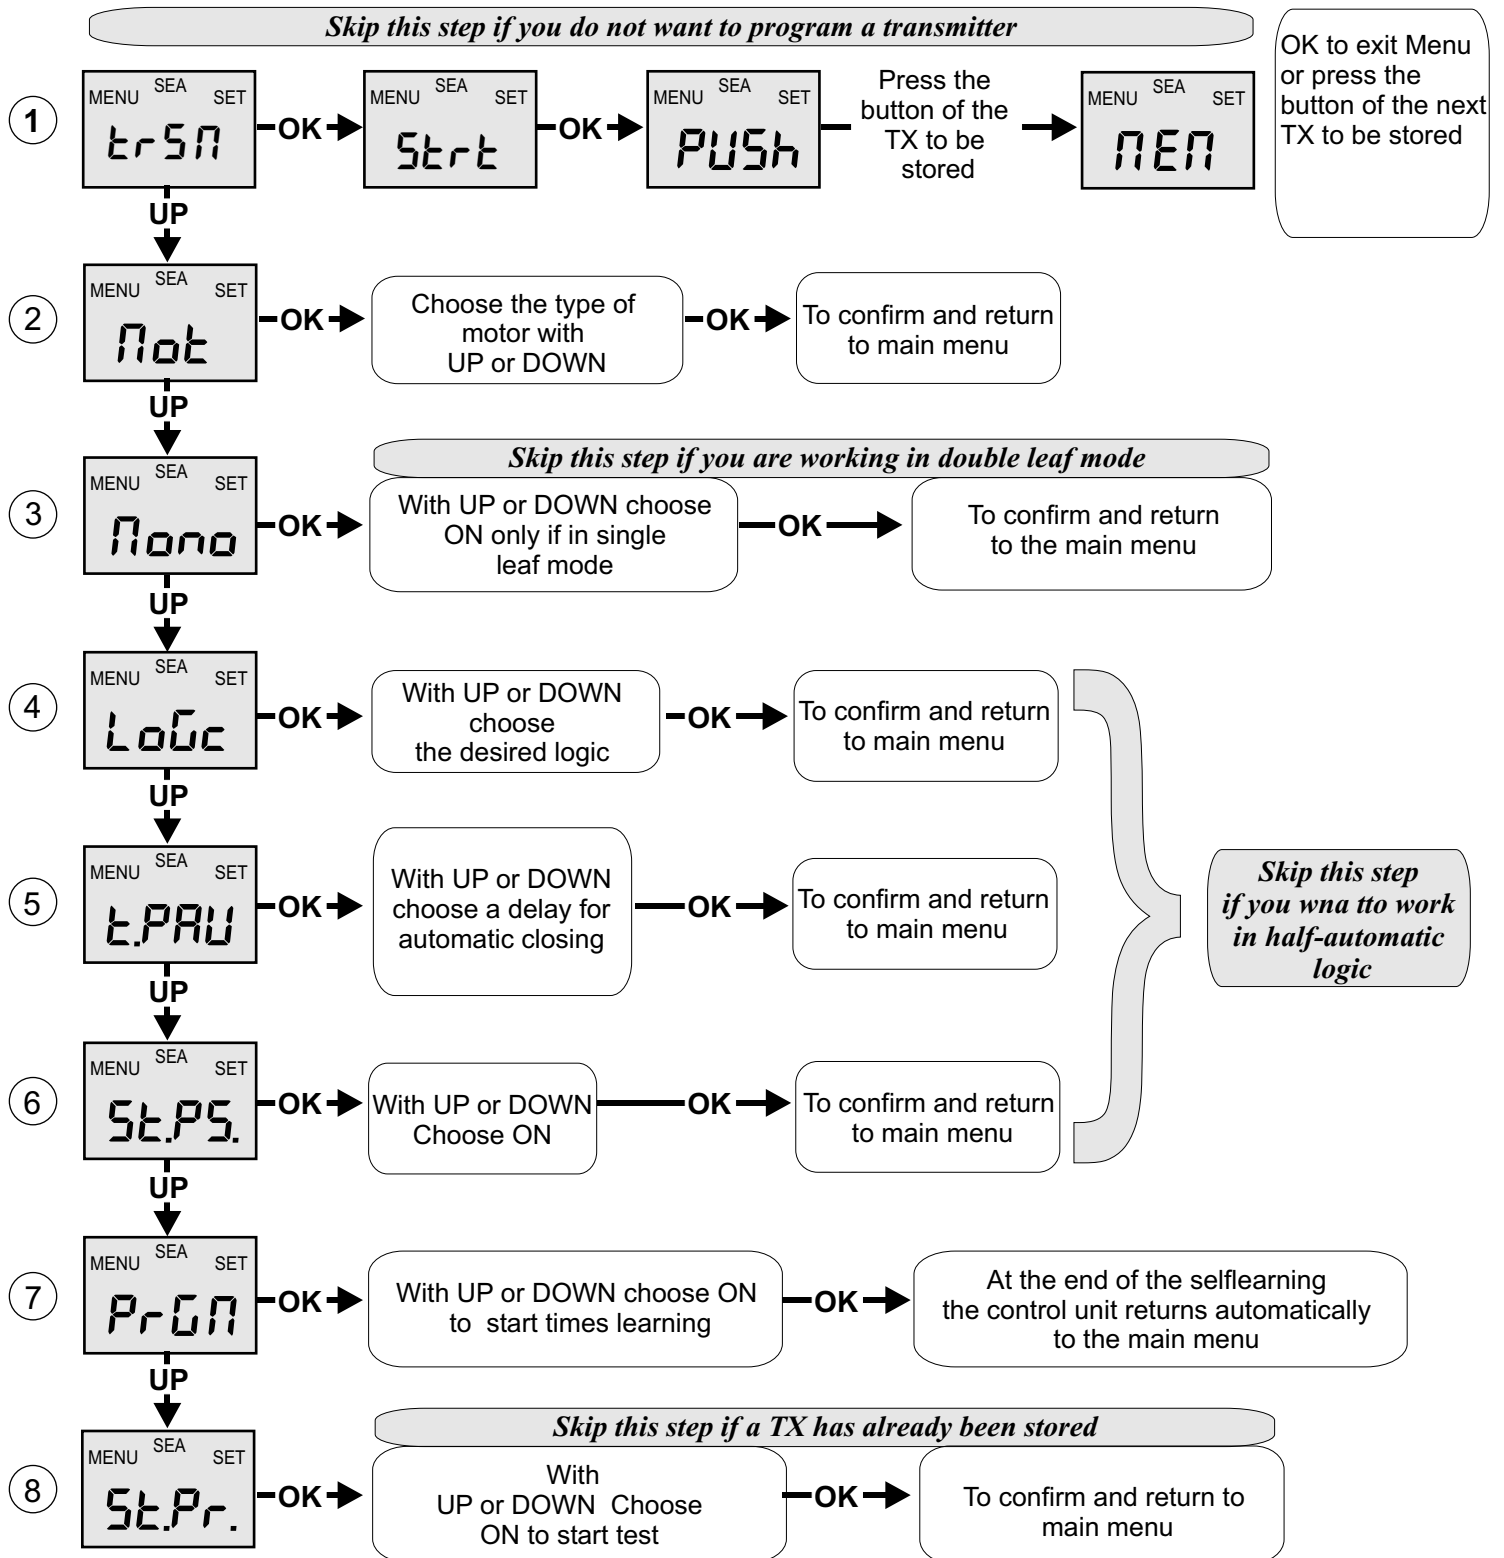 Skip this step if you do not want to program a transmitter
OK to exit Menu
or press the
button of the next
TX to be stored
1
MENU SEA SET
trSM
OK
MENU SEA SET
Strt
OK
MENU SEA SET
PUSh
Press the
button of the
TX to be
stored
MENU SEA SET
MEM
UP
2
MENU SEA SET
Mot
OK
Choose the type of
motor with
UP or DOWN
OK
To confirm and return
to main menu
UP
Skip this step if you are working in double leaf mode
3
MENU SEA SET
Mono
OK
With UP or DOWN choose
ON only if in single
leaf mode
OK
To confirm and return
to the main menu
UP
4
MENU SEA SET
LoGc
OK
With UP or DOWN
choose
the desired logic
OK
To confirm and return
to main menu
UP
5
MENU SEA SET
t.PAU
OK
With UP or DOWN
choose a delay for
automatic closing
OK
To confirm and return
to main menu
Skip this step
if you wna tto work
in half-automatic
logic
UP
6
MENU SEA SET
St.PS.
OK
With UP or DOWN
Choose ON
OK
To confirm and return
to main menu
UP
7
MENU SEA SET
PrGM
OK
With UP or DOWN choose ON
to start times learning
OK
At the end of the selflearning
the control unit returns automatically
to the main menu
UP
Skip this step if a TX has already been stored
8
MENU SEA SET
St.Pr.
OK
With
UP or DOWN Choose
ON to start test
OK
To confirm and return to
main menu